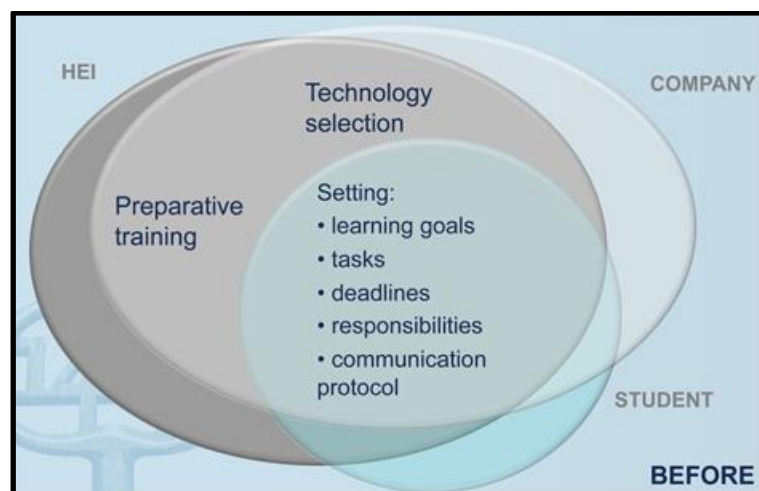 HEI
COMPANY
Technology
selection
Preparative
training
Setting:
• learning goals
• tasks
• deadlines
• responsibilities
• communication
protocol
STUDENT
BEFORE